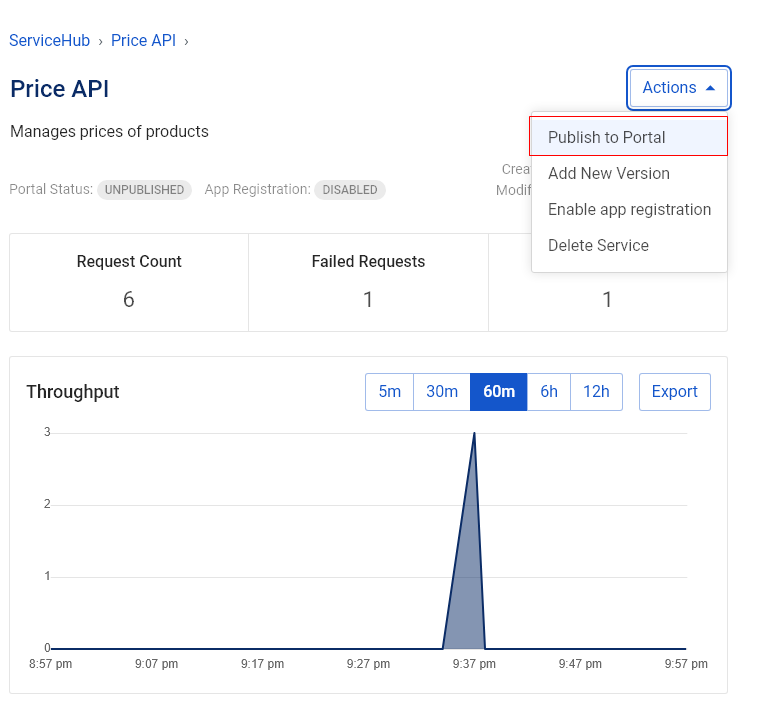 ServiceHub › Price API ›
Price API
Actions
Manages prices of products
Publish to Portal
Add New Version
Enable app registration
Delete Service
Portal Status: UNPUBLISHED App Registration: DISABLED
Request Count
6
Failed Requests
1
1
Throughput
5m 30m 60m 6h 12h Export
3
2
1
0
8:57 pm 9:07 pm 9:17 pm 9:27 pm 9:37 pm 9:47 pm 9:57 pm